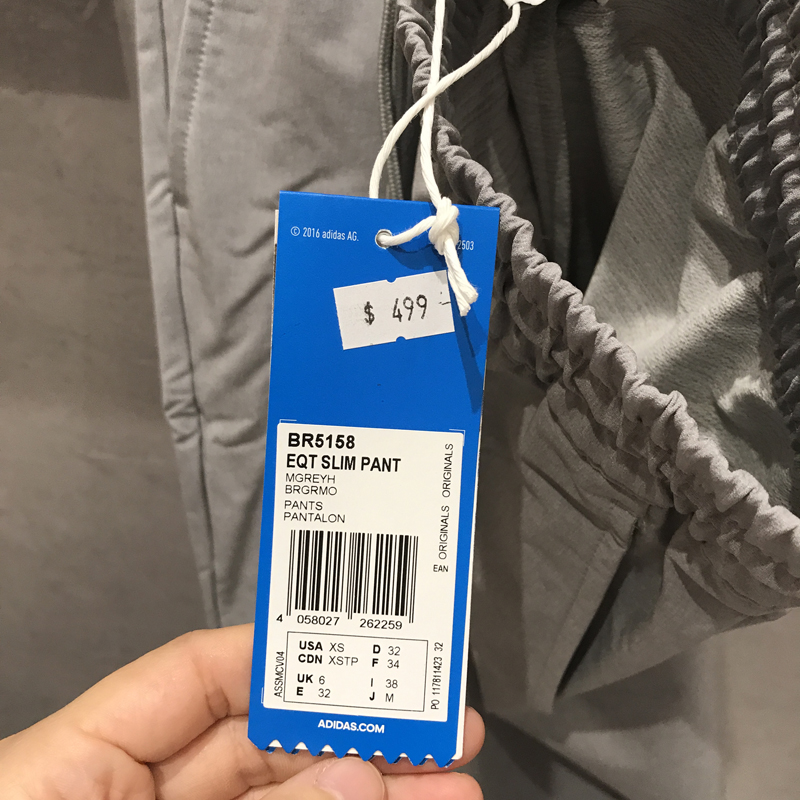 © 2016 adidas AG.
2503
$ 499
BR5158
EQT SLIM PANT
MGREYH
BRGRMO
PANTS
PANTALON
ORIGINALS ORIGINALS
EAN
4 058027 262259
ASSMCV04
USA XS D 32
CDN XSTP F 34
UK 6 I 38
E 32 J M
PO 117811423 32
ADIDAS.COM